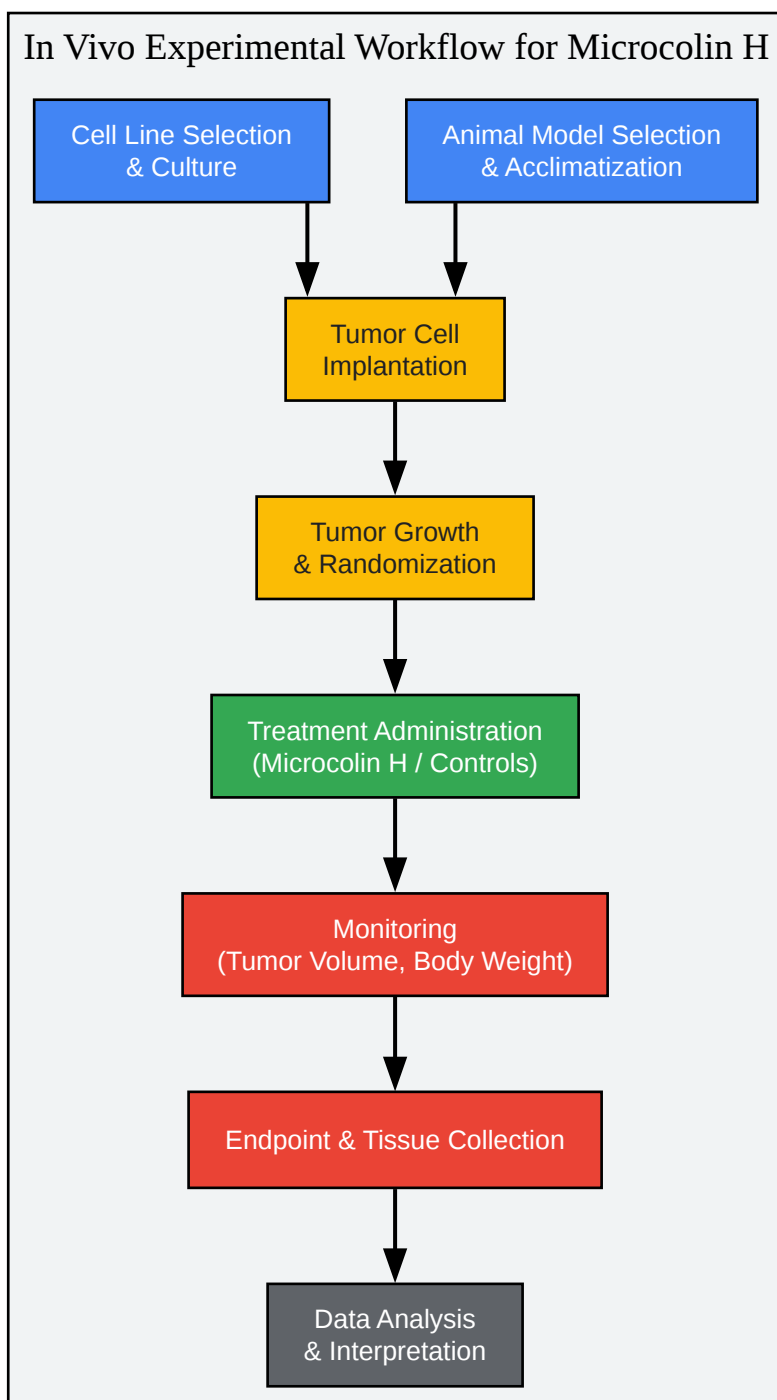 In Vivo Experimental Workflow for Microcolin H
Cell Line Selection
& Culture
Animal Model Selection
& Acclimatization
Tumor Cell
Implantation
Tumor Growth
& Randomization
Treatment Administration
(Microcolin H / Controls)
Monitoring
(Tumor Volume, Body Weight)
Endpoint & Tissue Collection
Data Analysis
& Interpretation